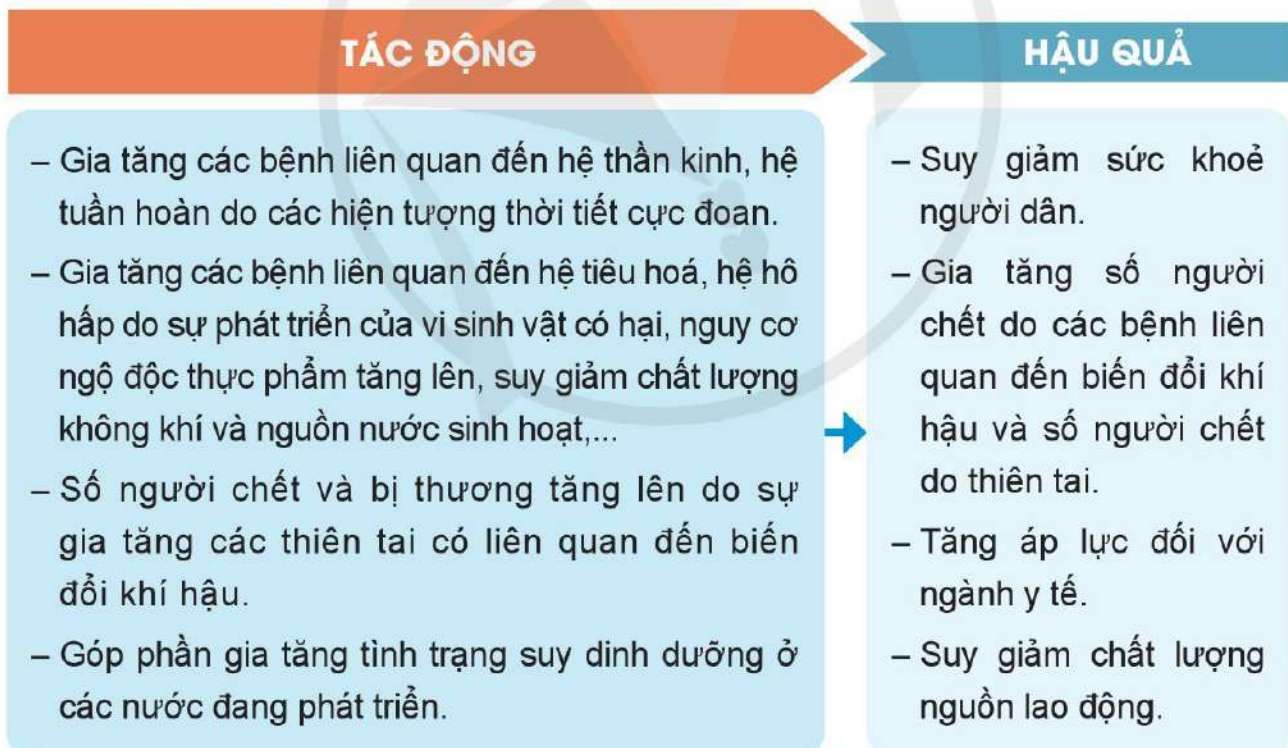 TÁC ĐỘNG
– Gia tăng các bệnh liên quan đến hệ thần kinh, hệ
tuần hoàn do các hiện tượng thời tiết cực đoan.
– Gia tăng các bệnh liên quan đến hệ tiêu hoá, hệ hô
hấp do sự phát triển của vi sinh vật có hại, nguy cơ
ngộ độc thực phẩm tăng lên, suy giảm chất lượng
không khí và nguồn nước sinh hoạt,...
– Số người chết và bị thương tăng lên do sự
gia tăng các thiên tai có liên quan đến biến
đổi khí hậu.
– Góp phần gia tăng tình trạng suy dinh dưỡng ở
các nước đang phát triển.
HẬU QUẢ
– Suy giảm sức khoẻ
người dân.
– Gia tăng số người
chết do các bệnh liên
quan đến biến đổi khí
hậu và số người chết
do thiên tai.
– Tăng áp lực đối với
ngành y tế.
– Suy giảm chất lượng
nguồn lao động.